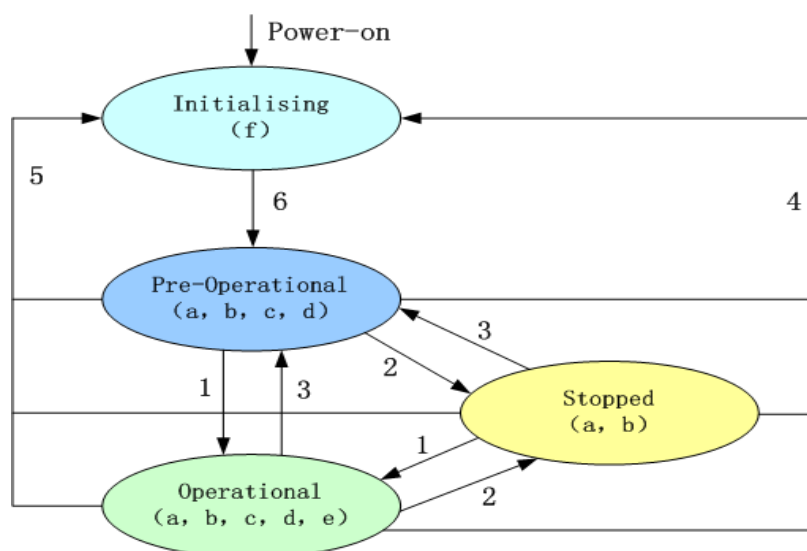 Power-on
Initialising
(f)
5
6
4
Pre-Operational
(a, b, c, d)
3
2
1
3
Stopped
(a, b)
1
Operational
(a, b, c, d, e)
2